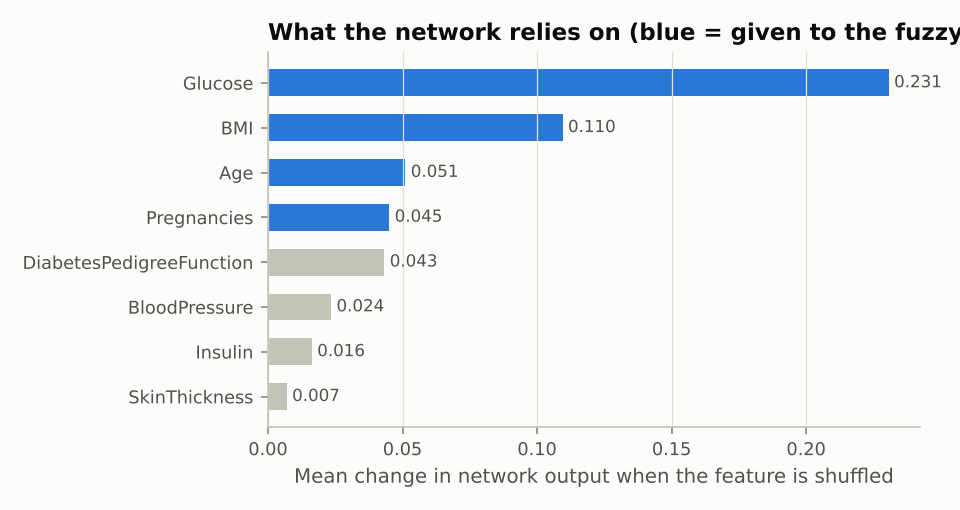 What the network relies on (blue = given to the fuzzy
Glucose 0.231
BMI 0.110
Age 0.051
Pregnancies 0.045
DiabetesPedigreeFunction 0.043
BloodPressure 0.024
Insulin 0.016
SkinThickness 0.007
0.00 0.05 0.10 0.15 0.20
Mean change in network output when the feature is shuffled